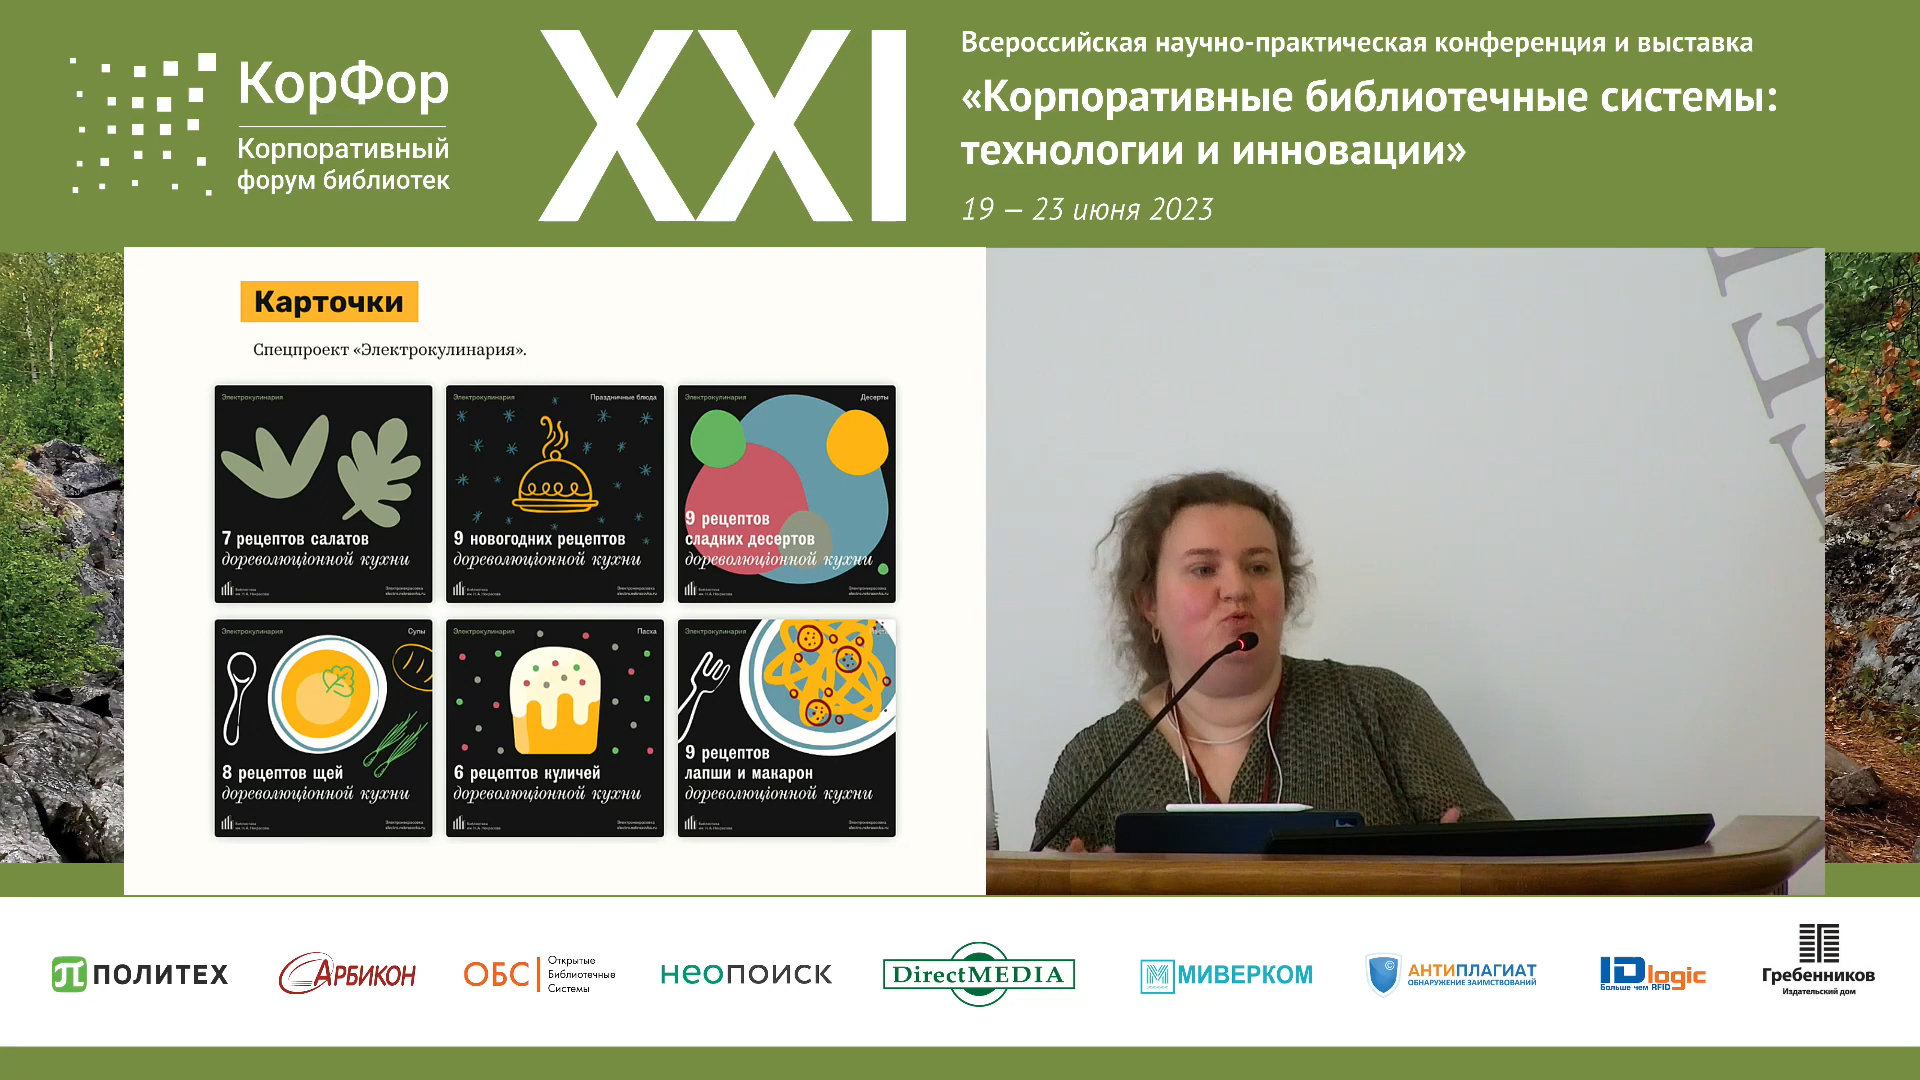 КорФор
Корпоративный
форум библиотек
XXI
Всероссийская научно-практическая конференция и выставка
«Корпоративные библиотечные системы:
технологии и инновации»
19 — 23 июня 2023
Карточки
Спецпроект «Электрокулинария».
Электрокулинария
7 рецептов салатов
дореволюціонной кухни
Электрокулинария Праздничные блюда
9 новогодних рецептов
дореволюціонной кухни
Электрокулинария Десерты
9 рецептов
сладких десертов
дореволюціонной кухни
Электрокулинария Супы
8 рецептов щей
дореволюціонной кухни
Электрокулинария Пасха
6 рецептов куличей
дореволюціонной кухни
Электрокулинария
9 рецептов
лапши и макарон
дореволюціонной кухни
ПОЛИТЕХ
АРБИКОН
ОБС
Открытые
Библиотечные
Системы
неопоиск
DirectMEDIA
МИВЕРКОМ
АНТИПЛАГИАТ
ОБНАРУЖЕНИЕ ЗАИМСТВОВАНИЙ
IDlogic
Больше чем RFID
Гребенников
Издательский дом